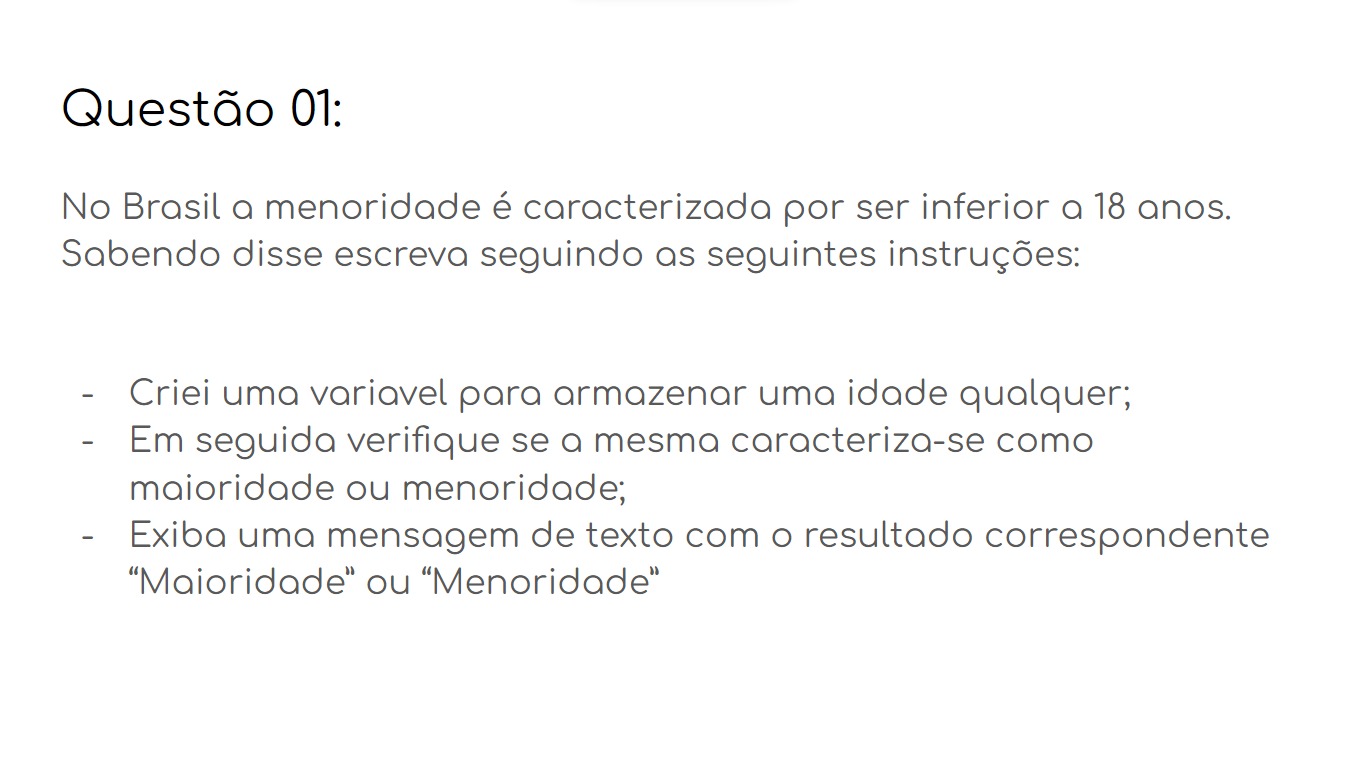 Questão 01:
No Brasil a menoridade é caracterizada por ser inferior a 18 anos.
Sabendo disse escreva seguindo as seguintes instruções:
- Criei uma variavel para armazenar uma idade qualquer;
- Em seguida verifique se a mesma caracteriza-se como
maioridade ou menoridade;
- Exiba uma mensagem de texto com o resultado correspondente
“Maioridade” ou “Menoridade”